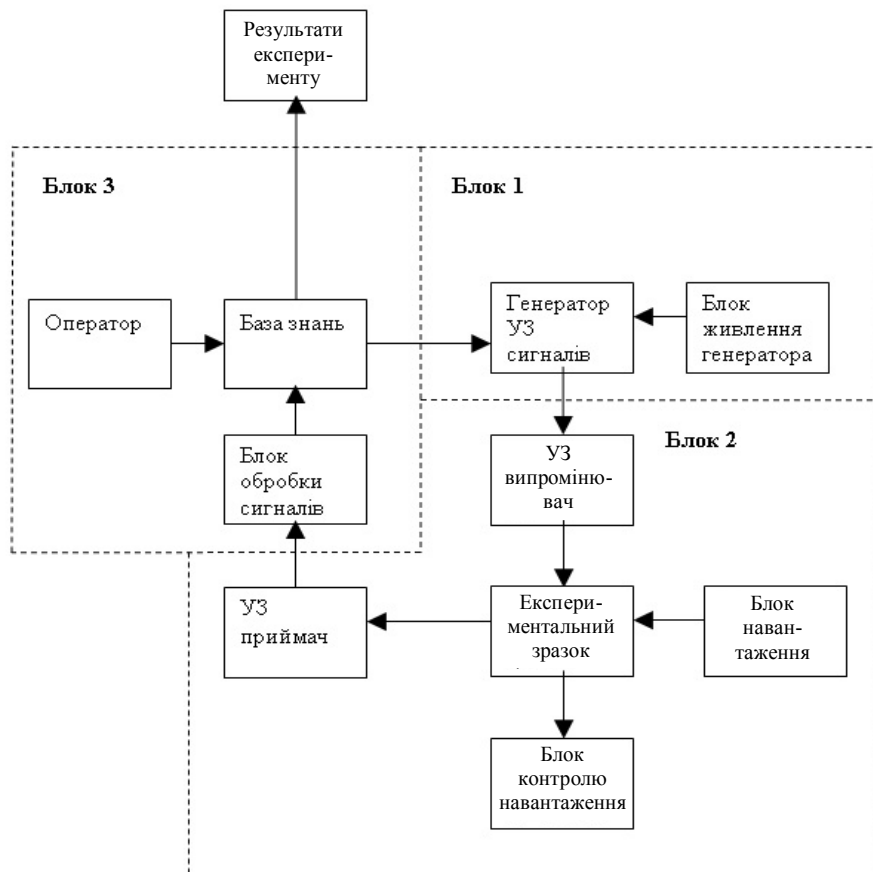 Результати
експери-
менту
Блок 3
Блок 1
Оператор
База знань
Генератор
УЗ
сигналів
Блок
живлення
генератора
Блок 2
Блок
обробки
сигналів
УЗ
випроміню-
вач
УЗ
приймач
Експери-
ментальний
зразок
Блок
наван-
таження
Блок
контролю
навантаження